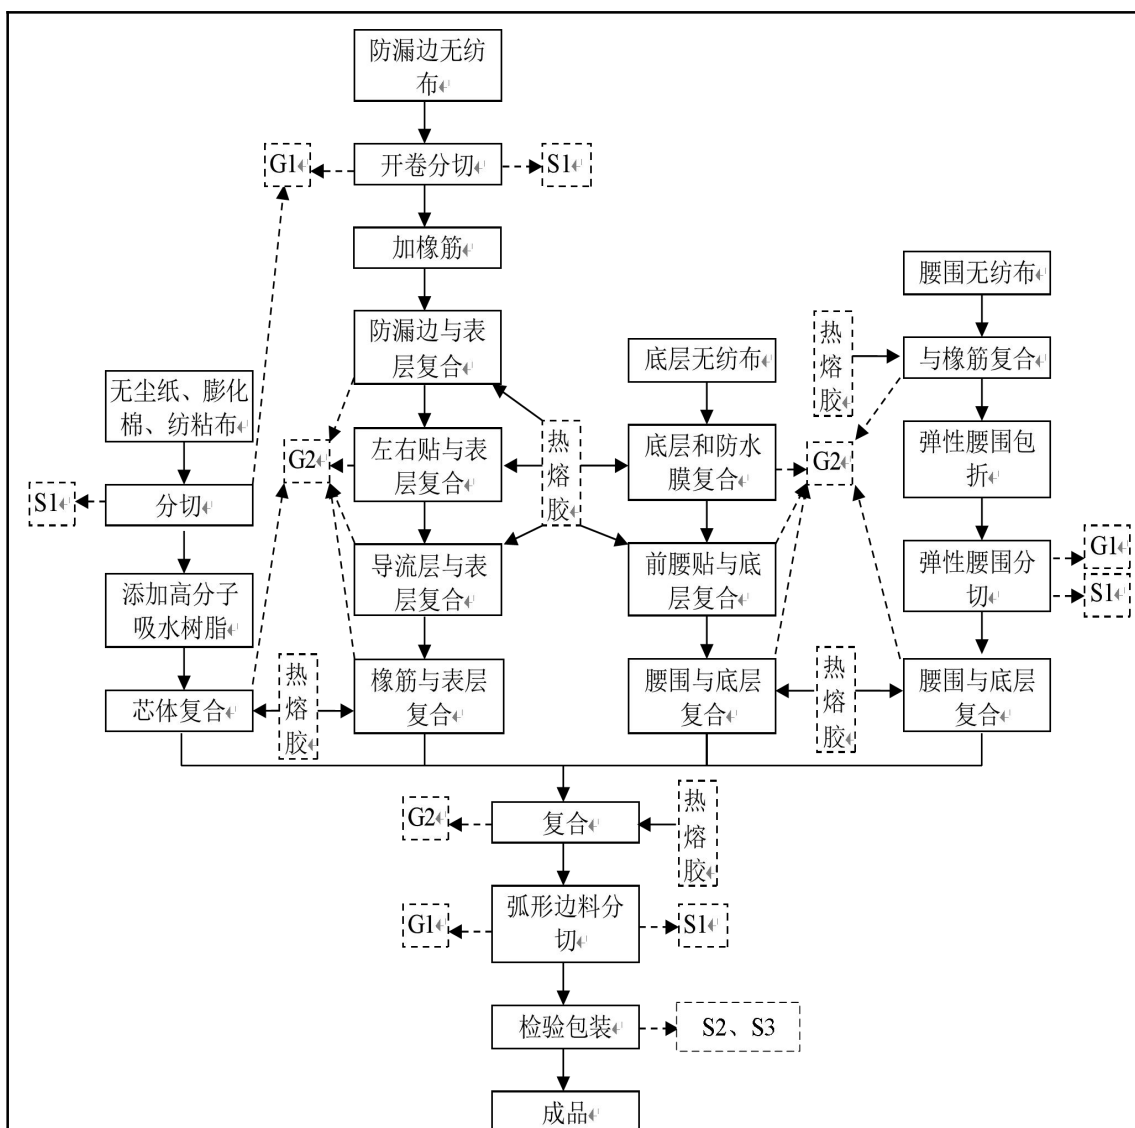 防漏边无纺
布
G1
开卷分切
S1
加橡筋
腰围无纺布
防漏边与表
层复合
底层无纺布
热
熔
胶
与橡筋复合
无尘纸、膨化
棉、纺粘布
G2
左右贴与表
层复合
热
熔
胶
底层和防水
膜复合
G2
弹性腰围包
折
S1
分切
导流层与表
层复合
前腰贴与底
层复合
弹性腰围分
切
G1
S1
添加高分子
吸水树脂
芯体复合
热
熔
胶
橡筋与表层
复合
腰围与底层
复合
热
熔
胶
腰围与底层
复合
G2
复合
热
熔
胶
G1
弧形边料分
切
S1
检验包装
S2、S3
成品